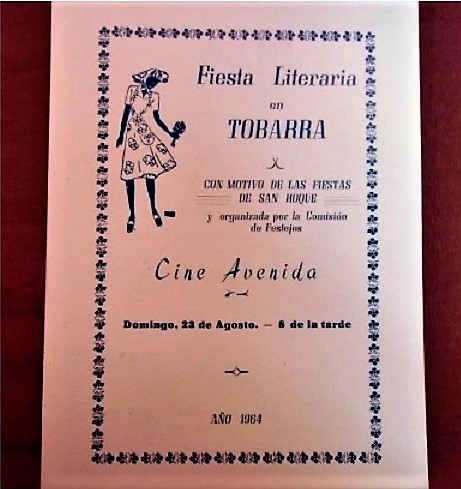 Fiesta Literaria
en
TOBARRA
CON MOTIVO DE LAS FIESTAS
DE SAN ROQUE
y organizada por la Comisión
de Festejos
Cine Avenida
Domingo, 23 de Agosto. — 6 de la tarde
AÑO 1964